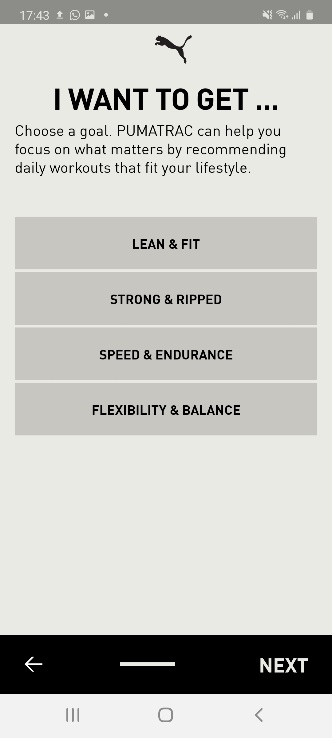 17:43
I WANT TO GET ...
Choose a goal. PUMATRAC can help you
focus on what matters by recommending
daily workouts that fit your lifestyle.
LEAN & FIT
STRONG & RIPPED
SPEED & ENDURANCE
FLEXIBILITY & BALANCE
NEXT